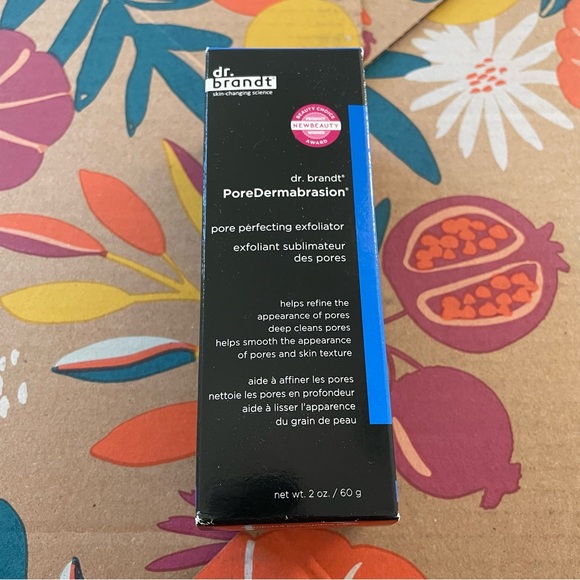 dr.
brandt®
skin-changing science
BEAUTY CHOICE
NEWBEAUTY
AWARD
dr. brandt®
PoreDermabrasion®
pore perfecting exfoliator
exfoliant sublimateur
des pores
helps refine the
appearance of pores
deep cleans pores
helps smooth the appearance
of pores and skin texture
aide à affiner les pores
nettoie les pores en profondeur
aide à lisser l'apparence
du grain de peau
net wt. 2 oz. / 60 g